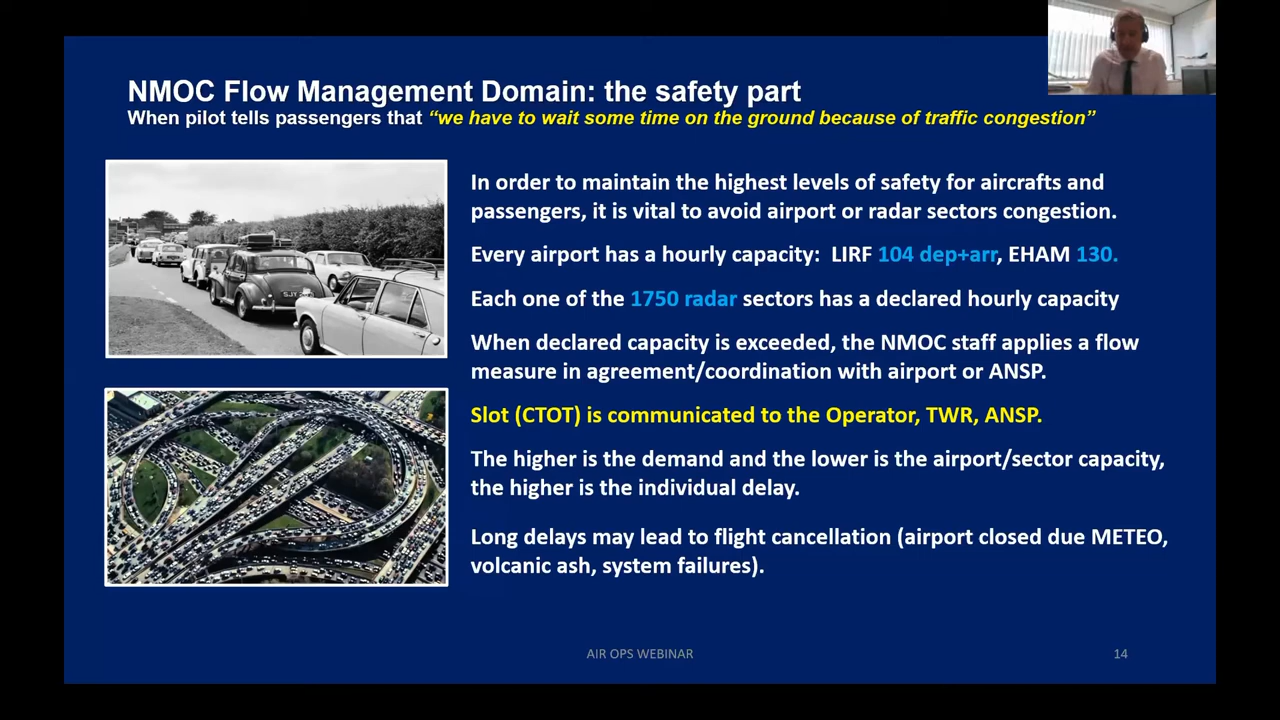 NMOC Flow Management Domain: the safety part
When pilot tells passengers that “we have to wait some time on the ground because of traffic congestion”
In order to maintain the highest levels of safety for aircrafts and
passengers, it is vital to avoid airport or radar sectors congestion.
Every airport has a hourly capacity: LIRF 104 dep+arr, EHAM 130.
Each one of the 1750 radar sectors has a declared hourly capacity
When declared capacity is exceeded, the NMOC staff applies a flow
measure in agreement/coordination with airport or ANSP.
Slot (CTOT) is communicated to the Operator, TWR, ANSP.
The higher is the demand and the lower is the airport/sector capacity,
the higher is the individual delay.
Long delays may lead to flight cancellation (airport closed due METEO,
volcanic ash, system failures).
AIR OPS WEBINAR
14